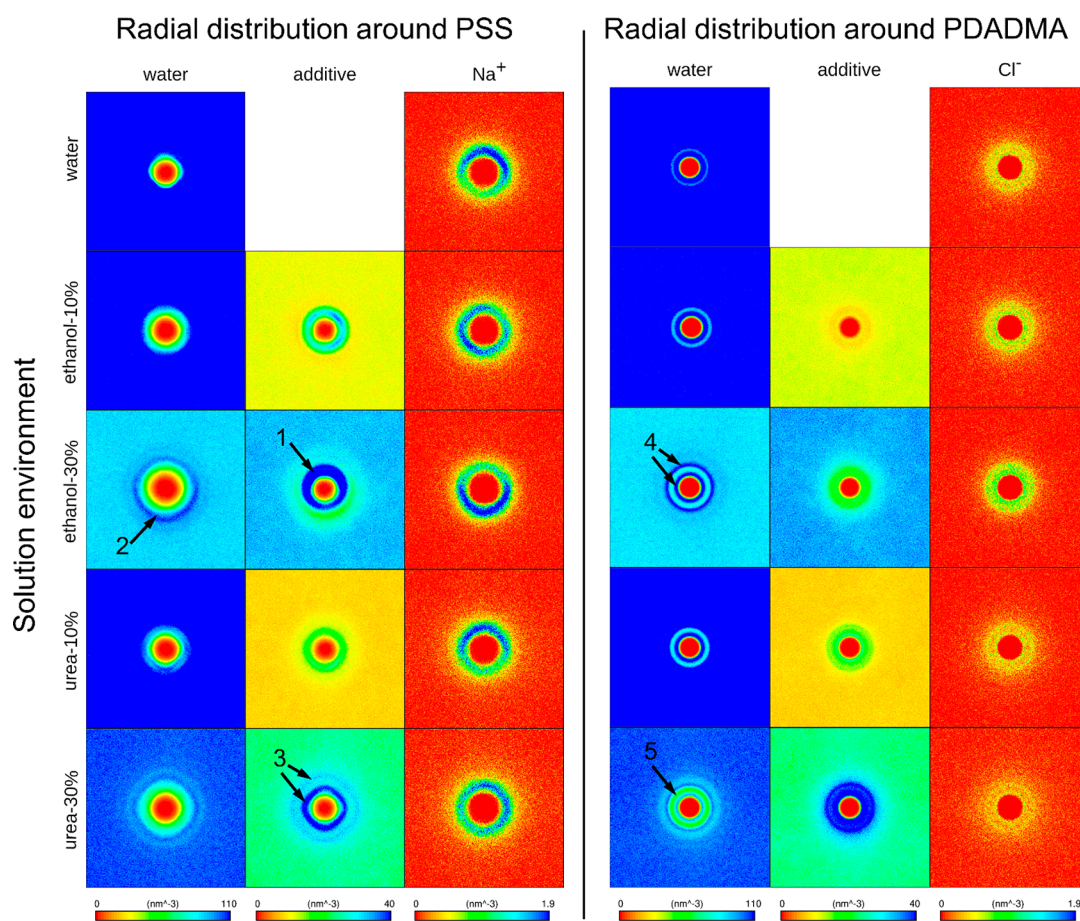 Radial distribution around PSS
Radial distribution around PDADMA
water
additive
Na+
water
additive
Cl-
Solution environment
water
ethanol-10%
ethanol-30%
1
2
4
urea-10%
urea-30%
3
5
0 (nm^-3) 110
0 (nm^-3) 40
0 (nm^-3) 1.9
0 (nm^-3) 110
0 (nm^-3) 40
0 (nm^-3) 1.9